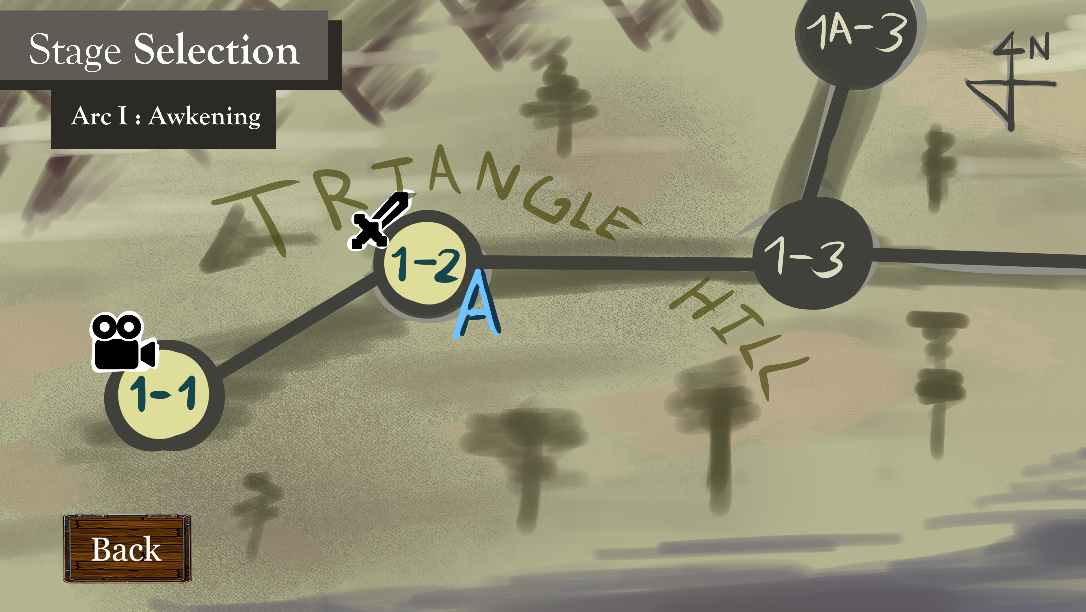 Stage Selection
Arc I : Awkening
1A-3
N
TRIANGLE
1-2
A
1-3
HILL
1-1
Back